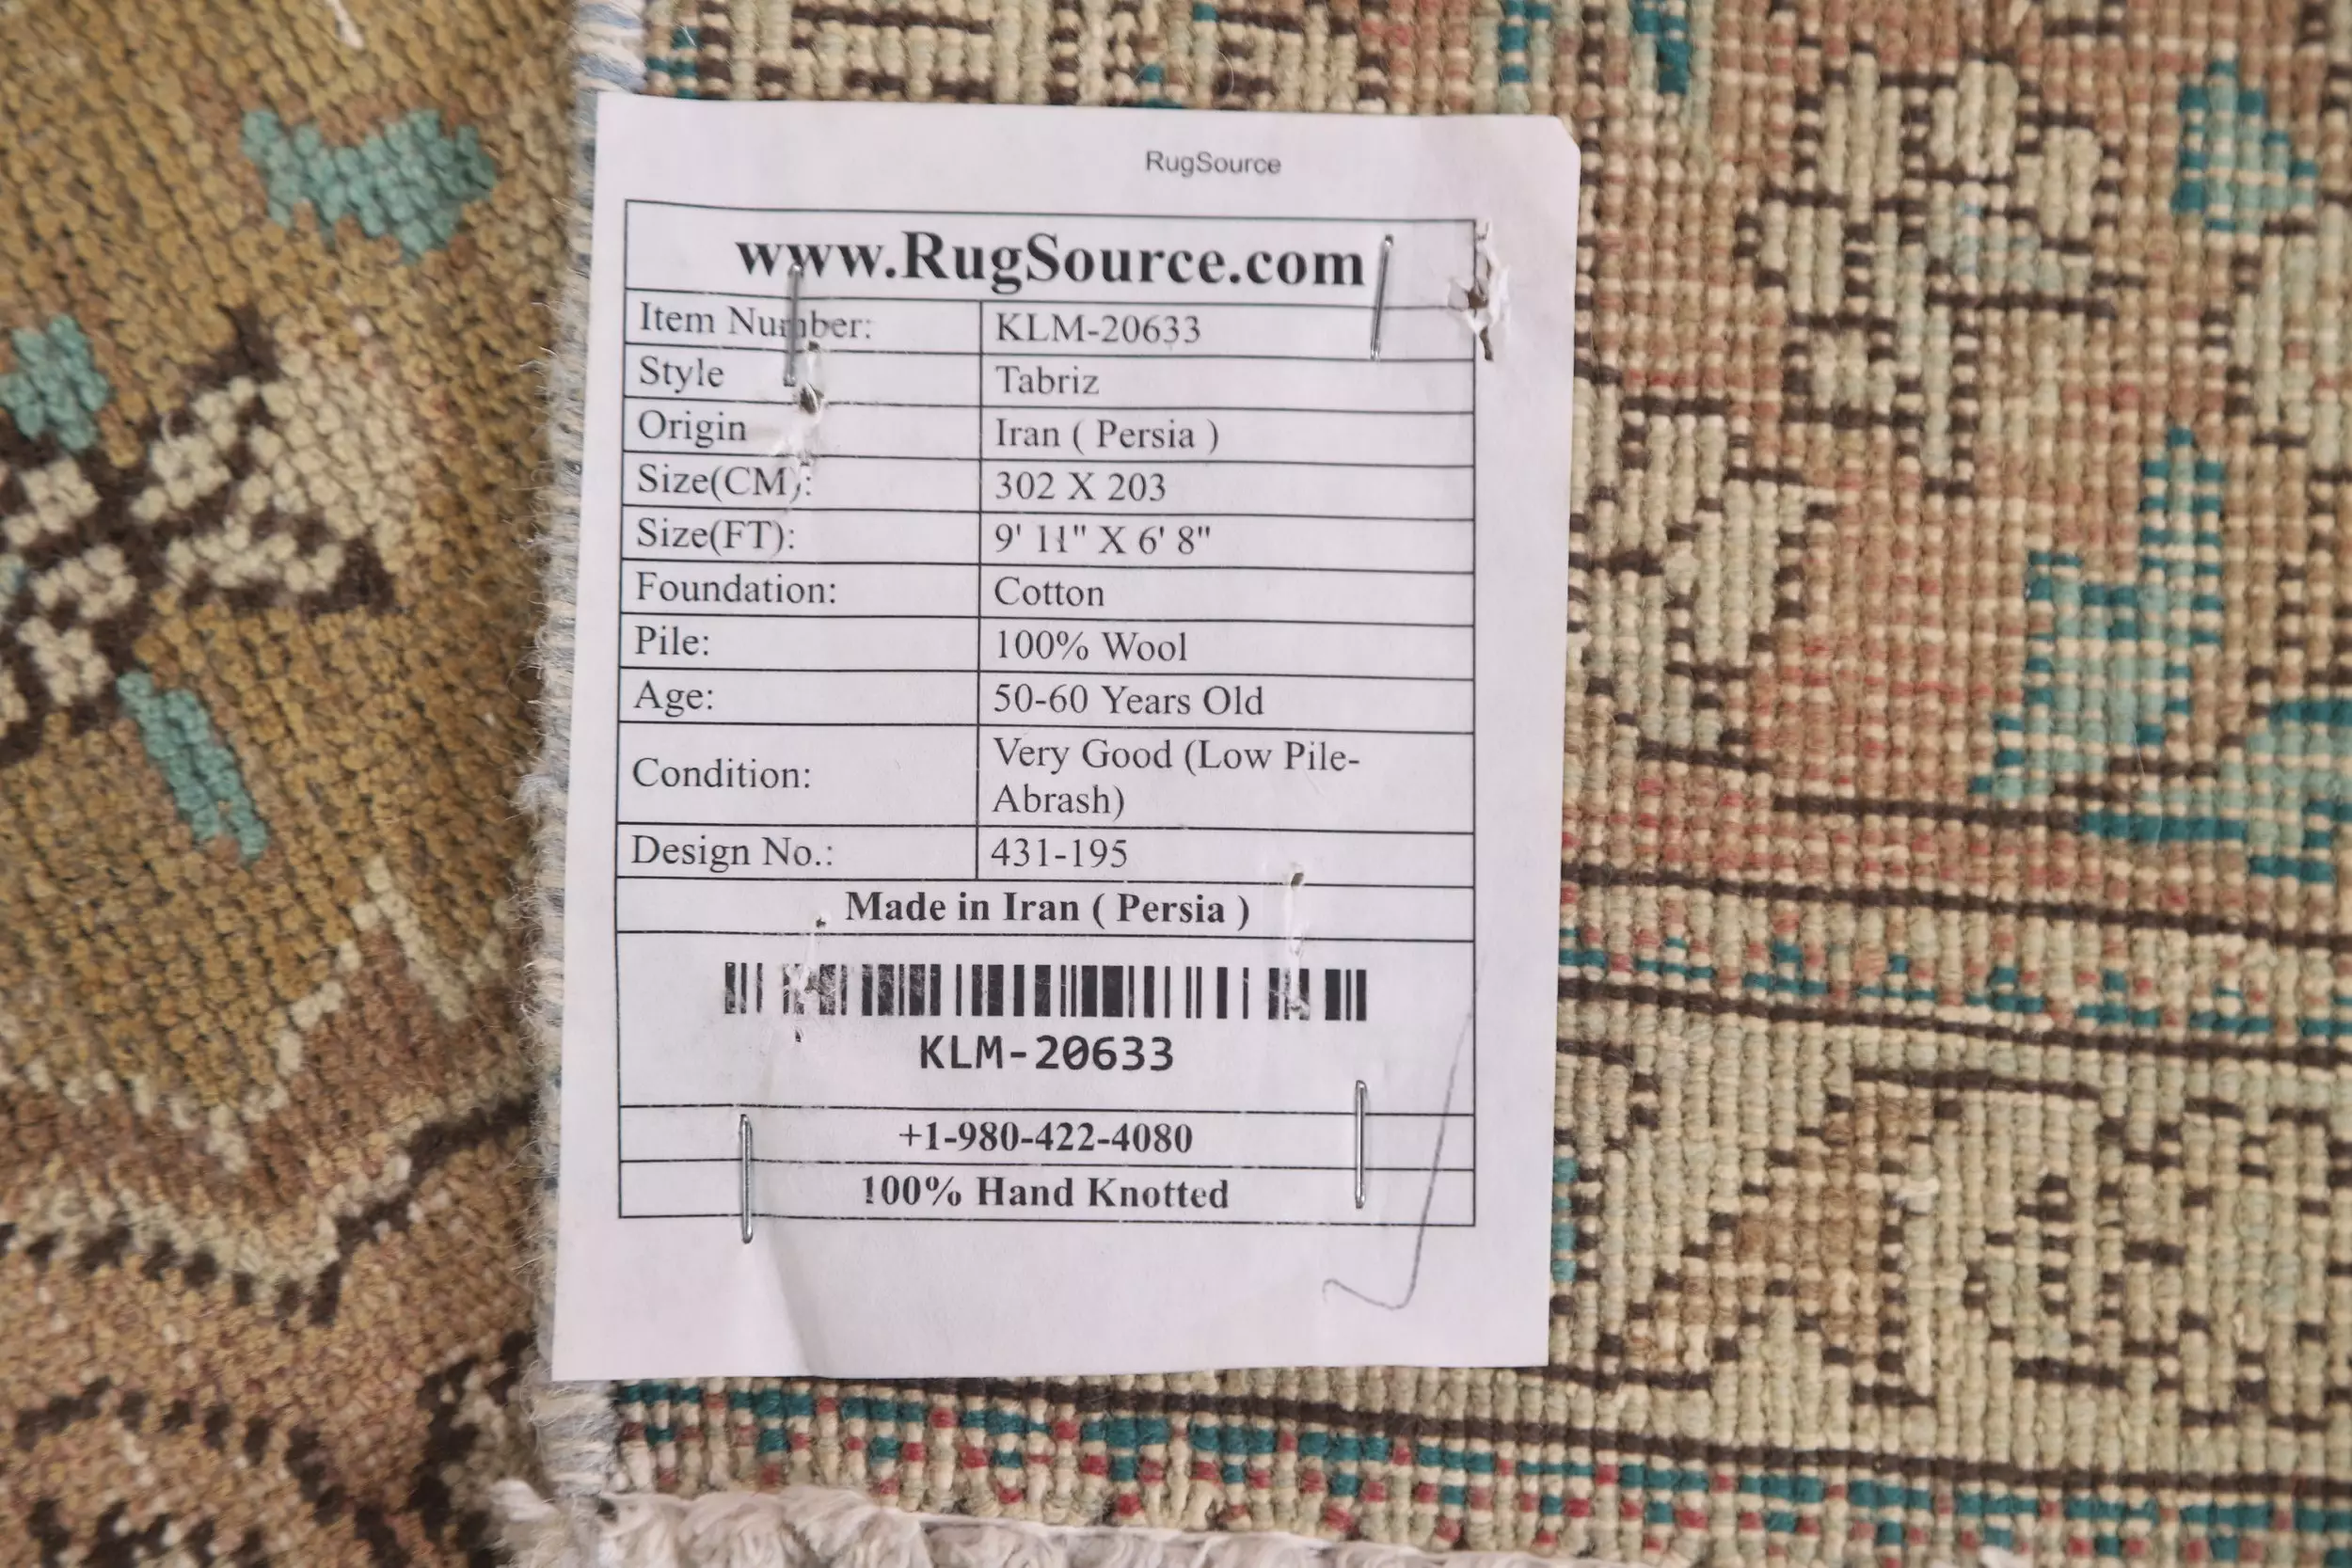 RugSource
www.RugSource.com
Item Number: KLM-20633
Style Tabriz
Origin Iran ( Persia )
Size(CM): 302 X 203
Size(FT): 9' 11" X 6' 8"
Foundation: Cotton
Pile: 100% Wool
Age: 50-60 Years Old
Condition: Very Good (Low Pile-
Abrash)
Design No.: 431-195
Made in Iran ( Persia )
KLM-20633
+1-980-422-4080
100% Hand Knotted